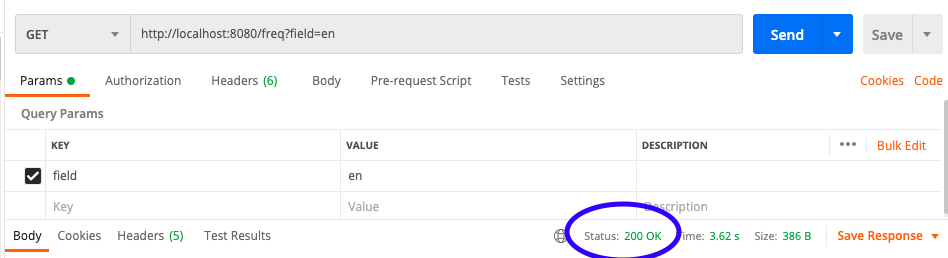 GET http://localhost:8080/freq?field=en Send Save
Params Authorization Headers (6) Body Pre-request Script Tests Settings Cookies Code
Query Params
KEY VALUE DESCRIPTION ••• Bulk Edit
field en
Key Value Description
Body Cookies Headers (5) Test Results Status: 200 OK Time: 3.62 s Size: 386 B Save Response